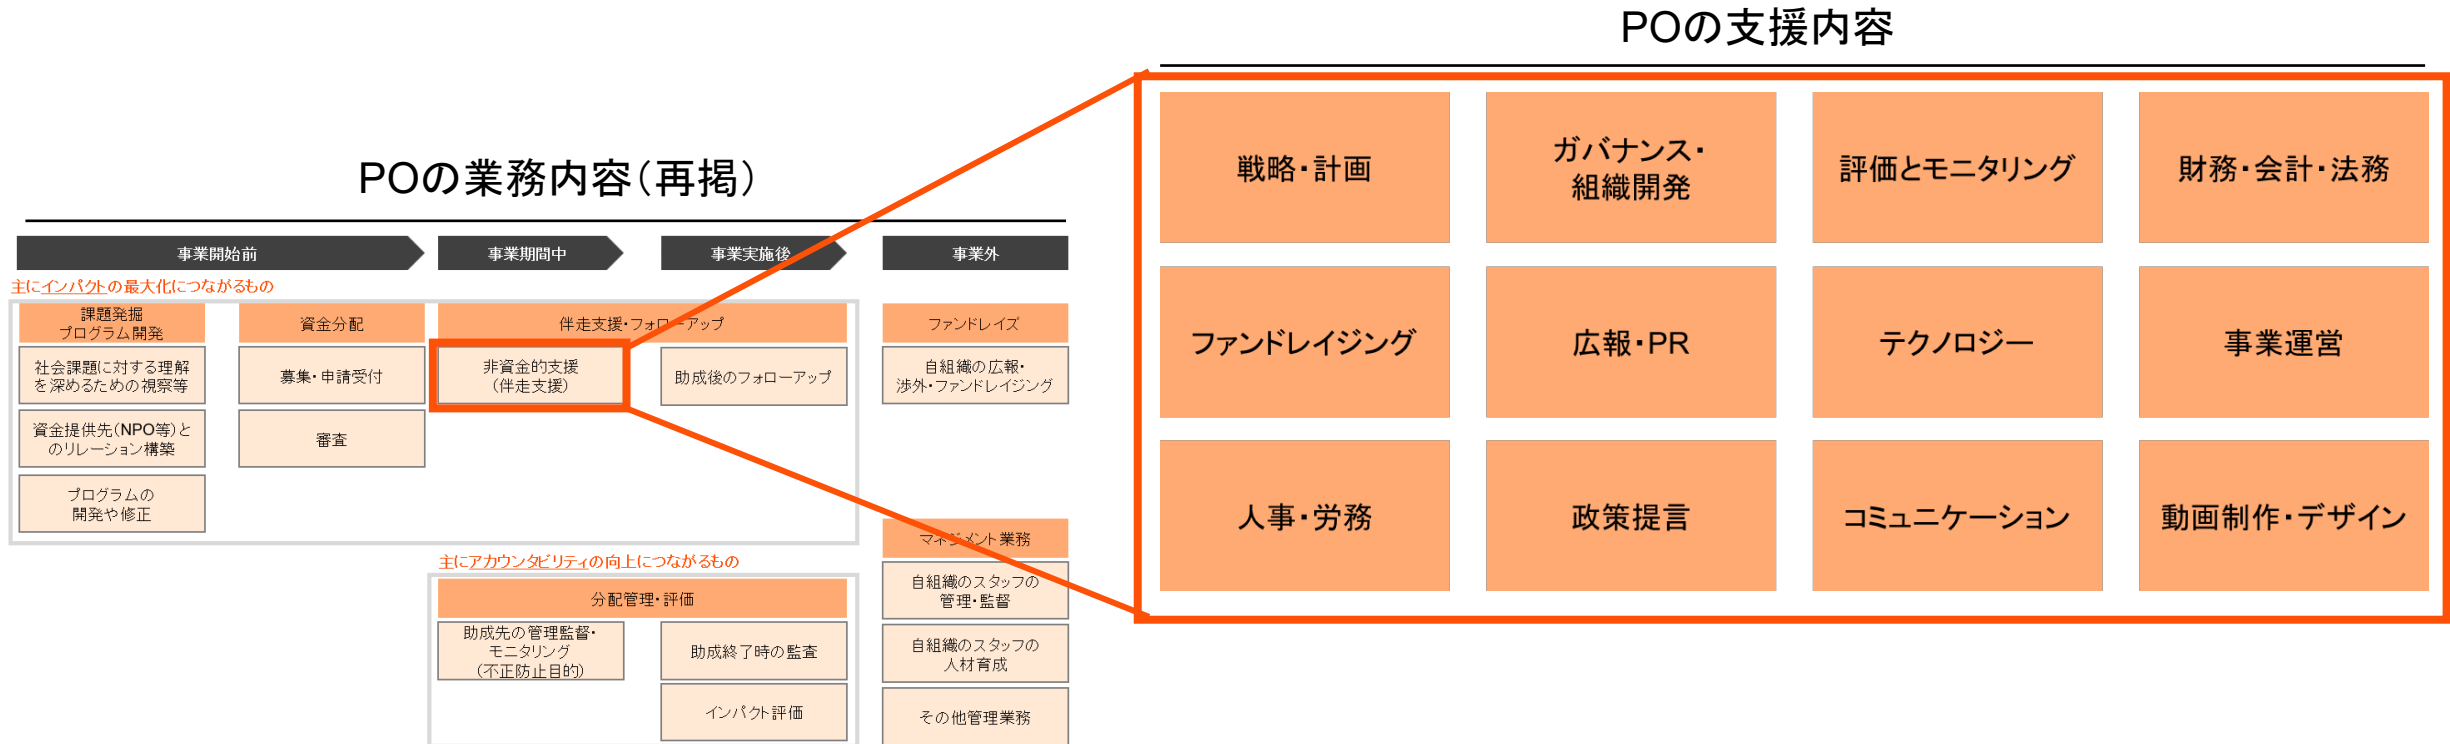 POの支援内容
POの業務内容（再掲）
事業開始前
事業期間中
事業実施後
事業外
主にインパクトの最大化につながるもの
課題発掘
プログラム開発
資金分配
伴走支援・フォローアップ
ファンドレイズ
社会課題に対する理解
を深めるための視察等
募集・申請受付
非資金的支援
（伴走支援）
助成後のフォローアップ
自組織の広報・
渉外・ファンドレイジング
資金提供先（NPO等）と
のリレーション構築
審査
プログラムの
開発や修正
主にアカウンタビリティの向上につながるもの
分配管理・評価
助成先の管理監督・
モニタリング
（不正防止目的）
助成終了時の監査
インパクト評価
マネジメント業務
自組織のスタッフの
管理・監督
自組織のスタッフの
人材育成
その他管理業務
戦略・計画
ガバナンス・
組織開発
評価とモニタリング
財務・会計・法務
ファンドレイジング
広報・PR
テクノロジー
事業運営
人事・労務
政策提言
コミュニケーション
動画制作・デザイン